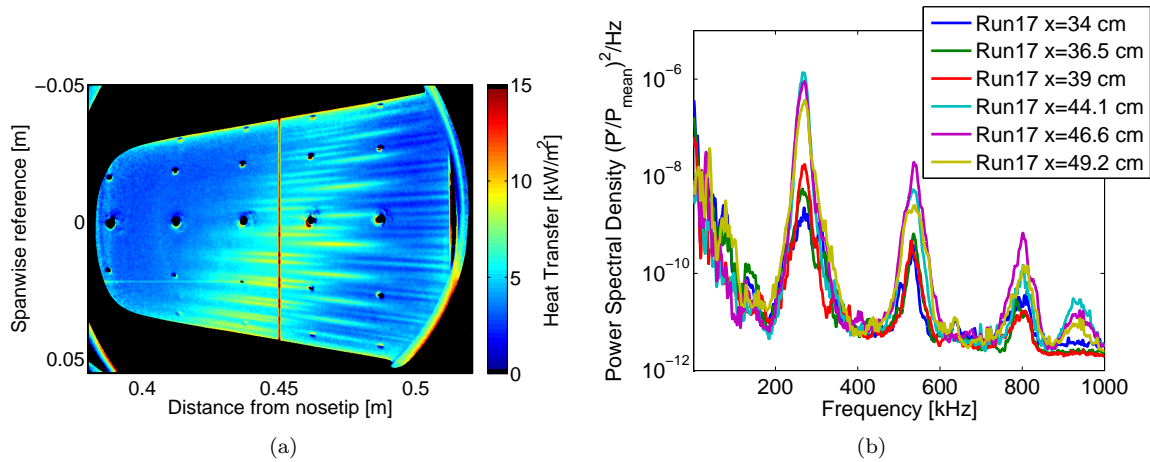 −0.05
0
0.05
Spanwise reference [m]
0.4
0.45
0.5
Distance from nosetip [m]
15
10
5
0
Heat Transfer [kW/m²]
(a)
Run17 x=34 cm
Run17 x=36.5 cm
Run17 x=39 cm
Run17 x=44.1 cm
Run17 x=46.6 cm
Run17 x=49.2 cm
10⁻⁶
10⁻⁸
10⁻¹⁰
10⁻¹²
Power Spectral Density (P'/P_mean)²/Hz
200
400
600
800
1000
Frequency [kHz]
(b)